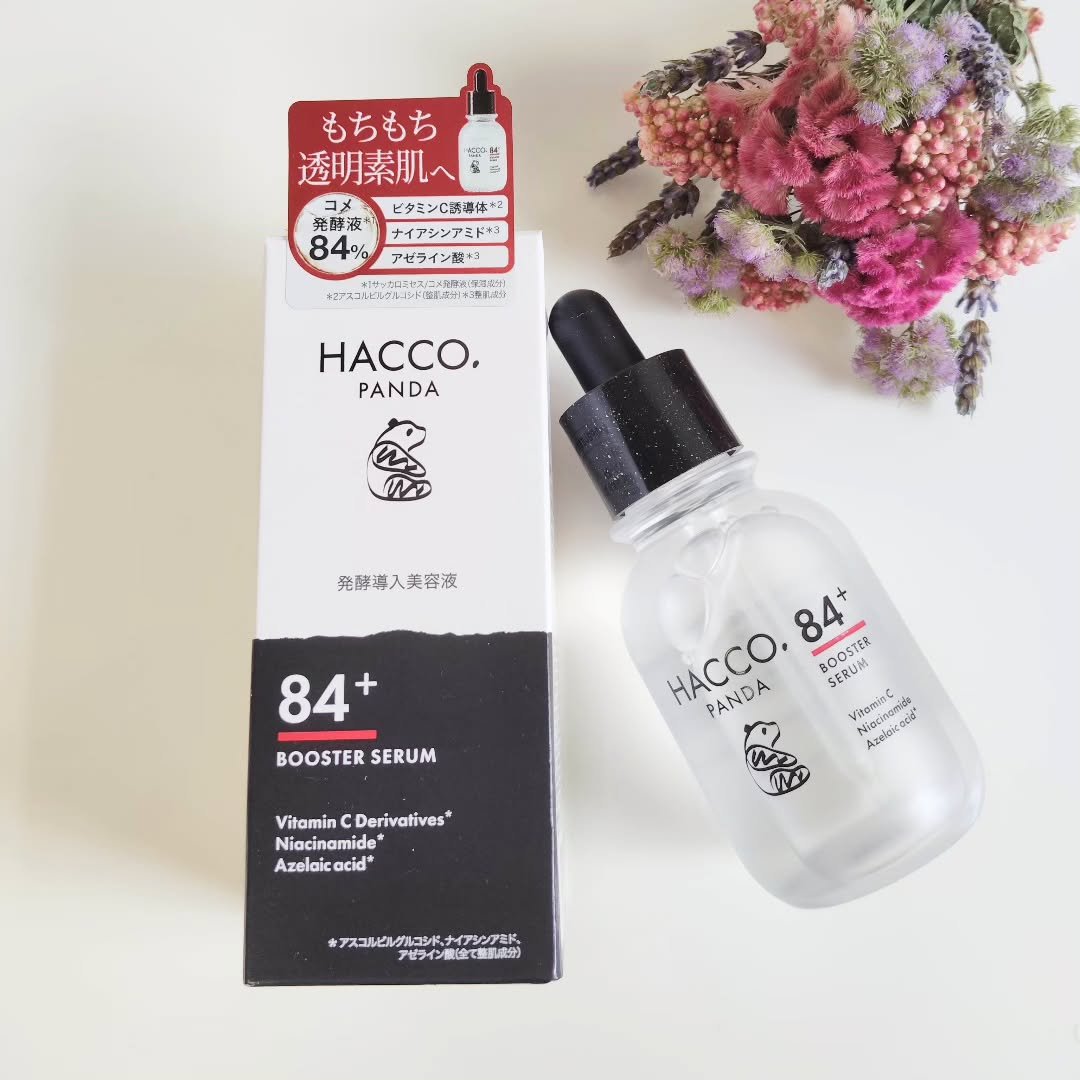 もちもち
透明素肌へ
コメ
発酵液*1
84%
ビタミンC誘導体*2
ナイアシンアミド*3
アゼライン酸*3
*1サッカロミセス/コメ発酵液(保湿成分)
*2アスコルビルグルコシド(整肌成分)*3整肌成分
HACCO.
PANDA
84+
HACCO.
PANDA
発酵導入美容液
84+
BOOSTER SERUM
Vitamin C Derivatives*
Niacinamide*
Azelaic acid*
*アスコルビルグルコシド、ナイアシンアミド、
アゼライン酸(全て整肌成分)
HACCO.
PANDA
84+
BOOSTER
SERUM
Vitamin C
Niacinamide
Azelaic acid*